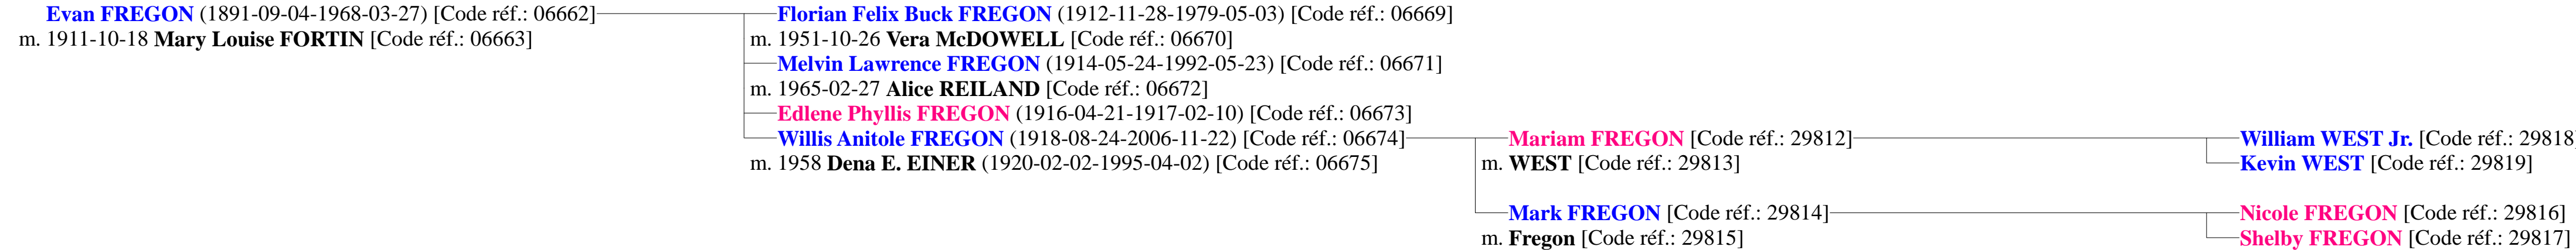 Evan FREGON (1891-09-04-1968-03-27) [Code réf.: 06662]
m. 1911-10-18 Mary Louise FORTIN [Code réf.: 06663]
Florian Felix Buck FREGON (1912-11-28-1979-05-03) [Code réf.: 06669]
m. 1951-10-26 Vera McDOWELL [Code réf.: 06670]
Melvin Lawrence FREGON (1914-05-24-1992-05-23) [Code réf.: 06671]
m. 1965-02-27 Alice REILAND [Code réf.: 06672]
Edlene Phyllis FREGON (1916-04-21-1917-02-10) [Code réf.: 06673]
Willis Anitole FREGON (1918-08-24-2006-11-22) [Code réf.: 06674]
m. 1958 Dena E. EINER (1920-02-02-1995-04-02) [Code réf.: 06675]
Mariam FREGON [Code réf.: 29812]
m. WEST [Code réf.: 29813]
Mark FREGON [Code réf.: 29814]
m. Fregon [Code réf.: 29815]
William WEST Jr. [Code réf.: 29818
Kevin WEST [Code réf.: 29819]
Nicole FREGON [Code réf.: 29816]
Shelby FREGON [Code réf.: 29817]